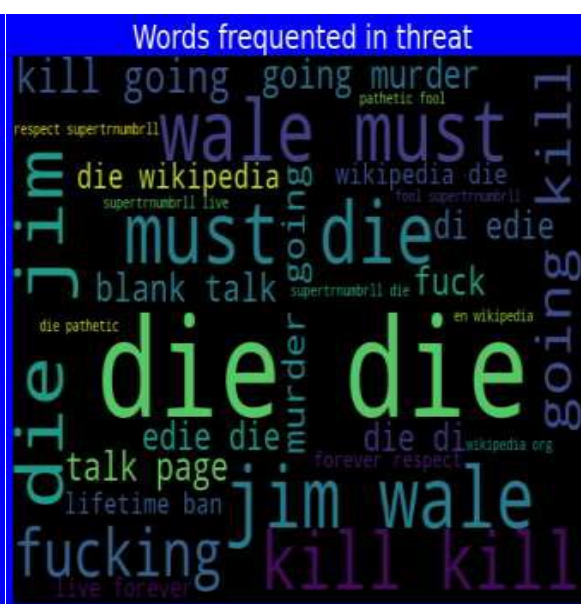 Words frequented in threat
kill going
going murder
pathetic fool
respect supertrnumbrll
wale must
die wikipedia
wikipedia die
supertrnumbrll live
fool supertrnumbrll
die jim
must die
di edie
going kill
murder going
blank talk
supertrnumbrll die
fuck
die pathetic
en wikipedia
die die
edie die
die di
wikipedia org
talk page
forever respect
lifetime ban
jim wale
fucking
kill kill
live forever